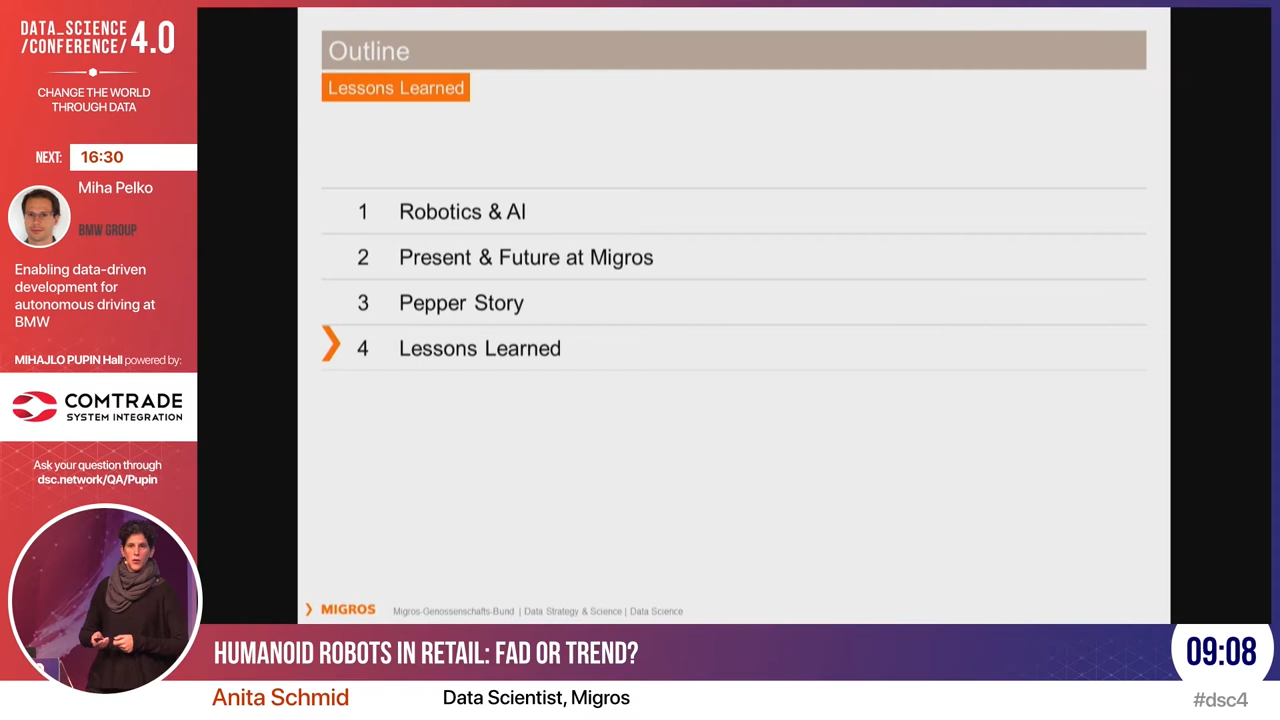 DATA_SCIENCE
/CONFERENCE/ 4.0
CHANGE THE WORLD
THROUGH DATA
NEXT: 16:30
Miha Pelko
BMW GROUP
Enabling data-driven
development for
autonomous driving at
BMW
MIHAJLO PUPIN Hall powered by:
COMTRADE
SYSTEM INTEGRATION
Ask your question through
dsc.network/QA/Pupin
Outline
Lessons Learned
1 Robotics & AI
2 Present & Future at Migros
3 Pepper Story
4 Lessons Learned
MIGROS Migros-Genossenschafts-Bund | Data Strategy & Science | Data Science
HUMANOID ROBOTS IN RETAIL: FAD OR TREND?
09:08
Anita Schmid Data Scientist, Migros
#dsc4